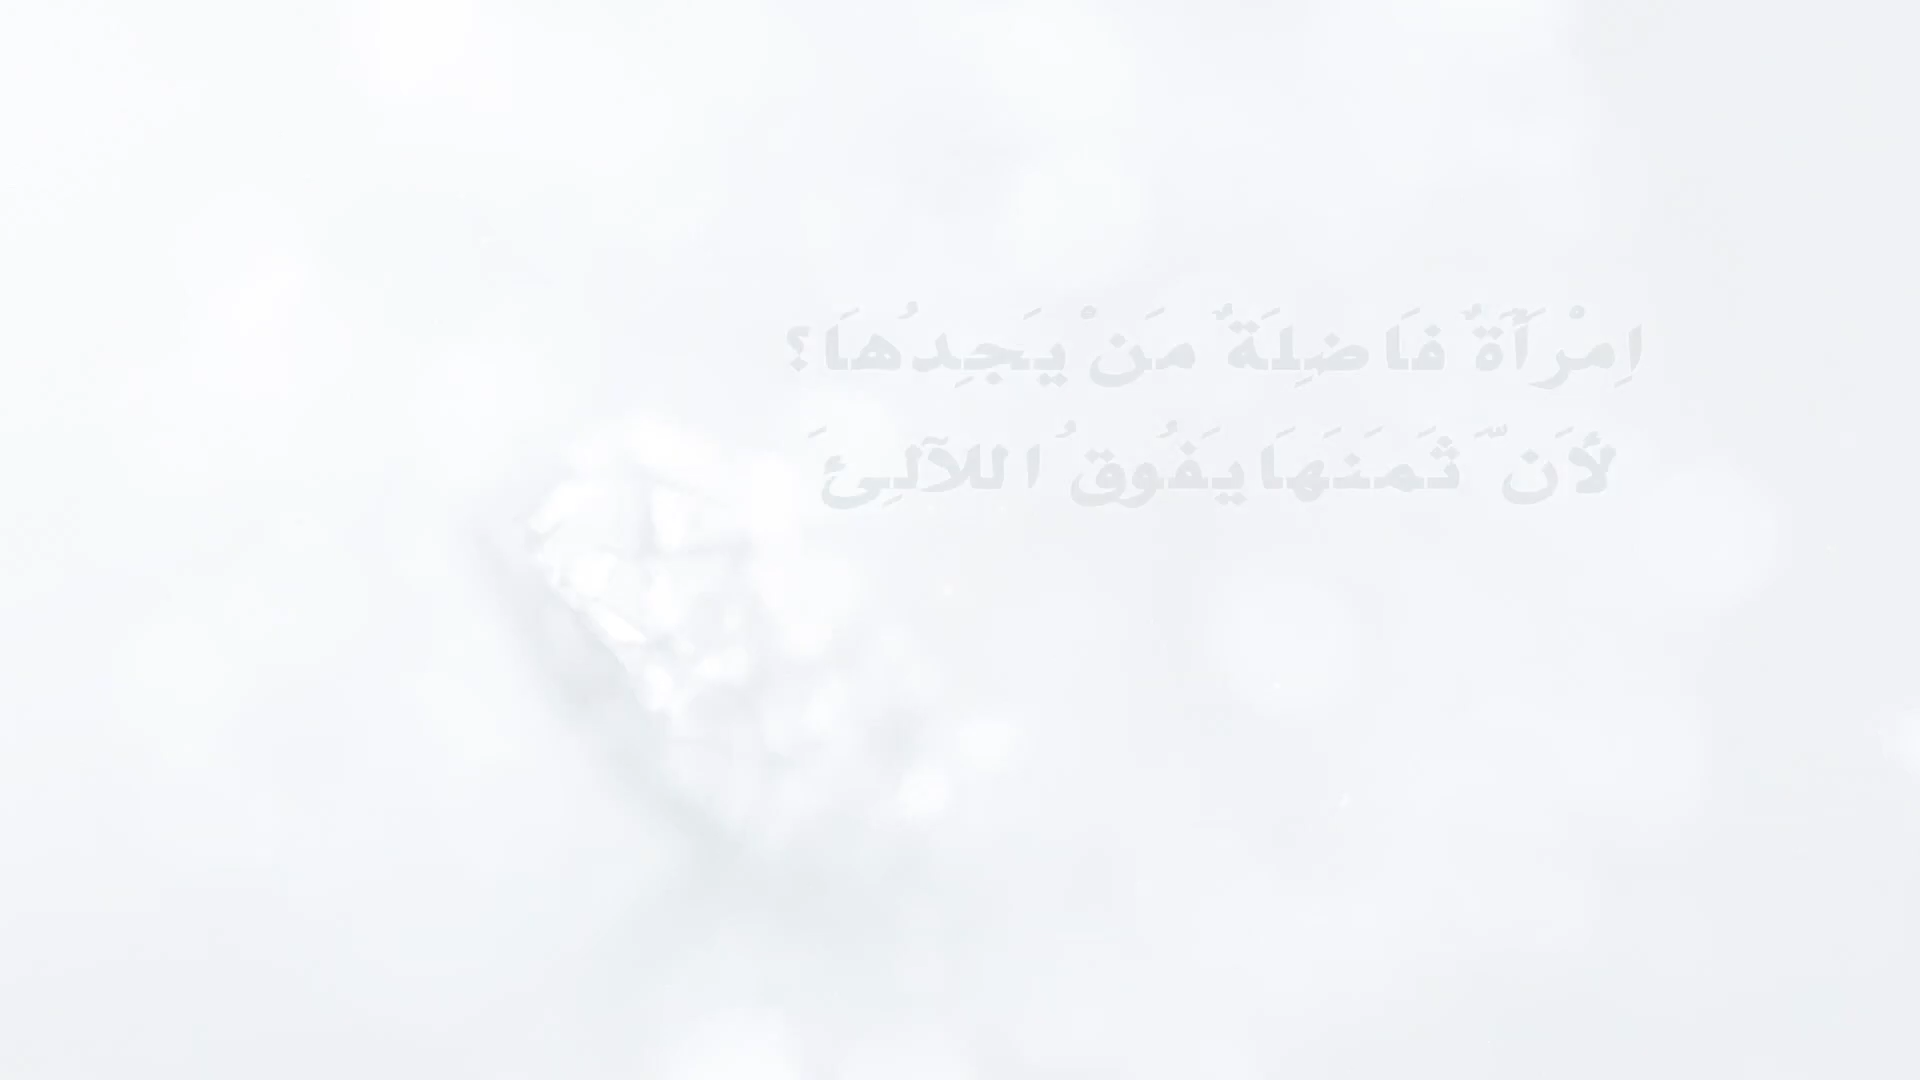 اِمْرَأَةٌ فَاضِلَةٌ مَنْ يَجِدُهَا؟
لأَنَّ ثَمَنَهَا يَفُوقُ اللآلِئَ